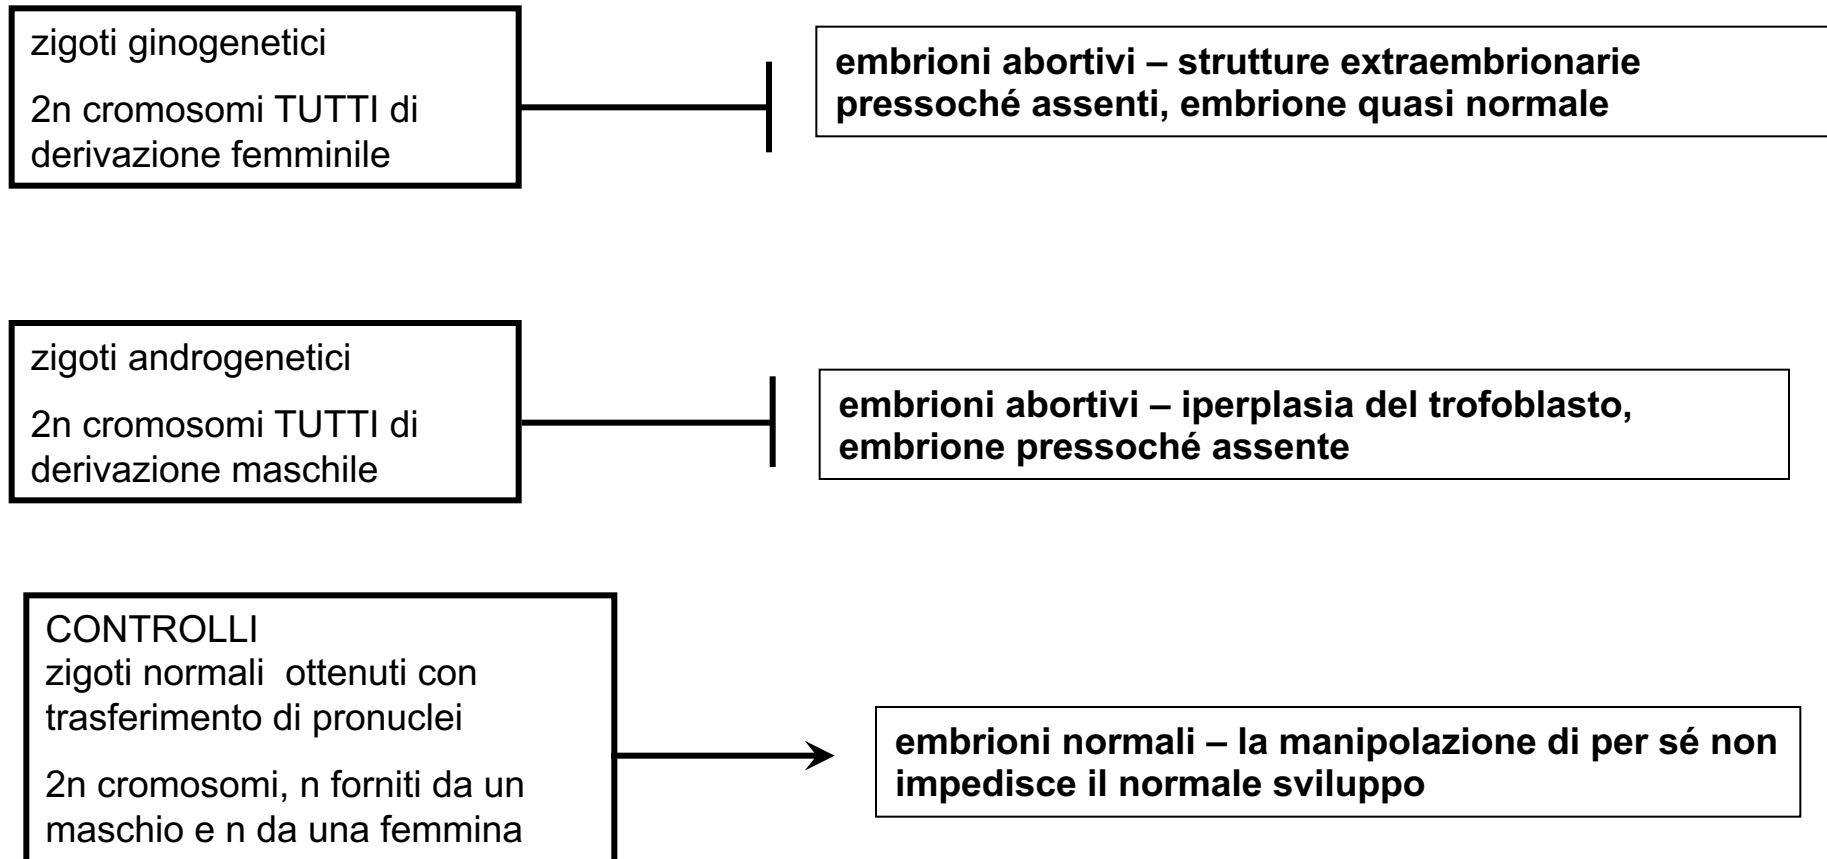 zigoti ginogenetici
2n cromosomi TUTTI di
derivazione femminile
embrioni abortivi – strutture extraembrionarie
pressoché assenti, embrione quasi normale
zigoti androgenetici
2n cromosomi TUTTI di
derivazione maschile
embrioni abortivi – iperplasia del trofoblasto,
embrione pressoché assente
CONTROLLI
zigoti normali  ottenuti con
trasferimento di pronuclei
2n cromosomi, n forniti da un
maschio e n da una femmina
embrioni normali – la manipolazione di per sé non
impedisce il normale sviluppo